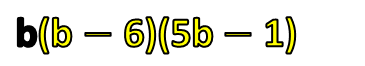 b(b – 6)(5b – 1)